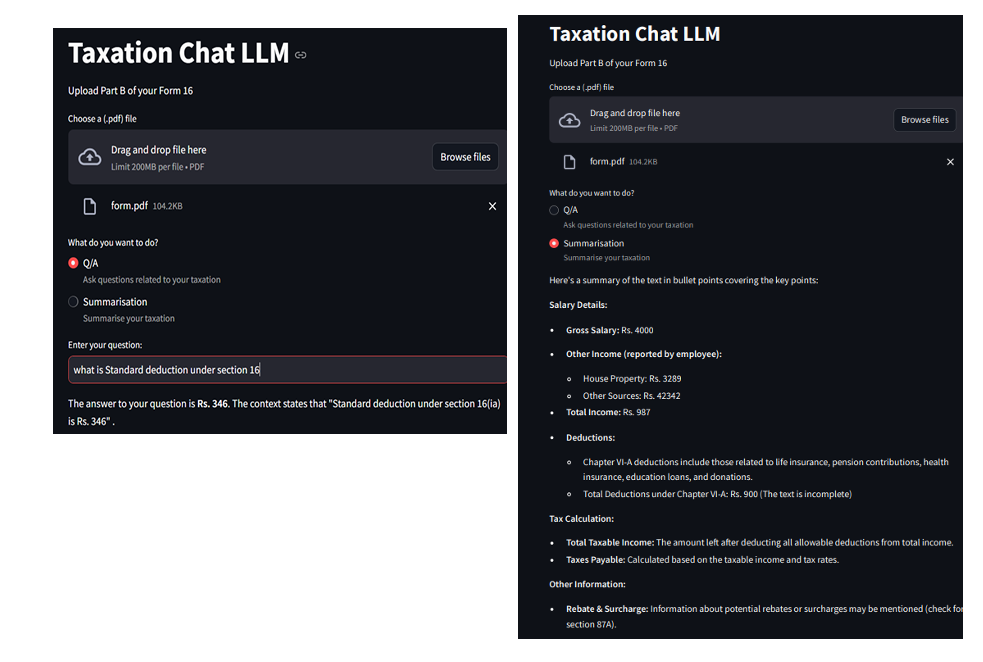 Taxation Chat LLM
Upload Part B of your Form 16
Choose a (.pdf) file
Drag and drop file here
Limit 200MB per file • PDF
Browse files
form.pdf 104.2KB
What do you want to do?
Q/A
Ask questions related to your taxation
Summarisation
Summarise your taxation
Enter your question:
what is Standard deduction under section 16
The answer to your question is Rs. 346. The context states that "Standard deduction under section 16(ia)
is Rs. 346" .
Taxation Chat LLM
Upload Part B of your Form 16
Choose a (.pdf) file
Drag and drop file here
Limit 200MB per file • PDF
Browse files
form.pdf 104.2KB
What do you want to do?
Q/A
Ask questions related to your taxation
Summarisation
Summarise your taxation
Here's a summary of the text in bullet points covering the key points:
Salary Details:
• Gross Salary: Rs. 4000
• Other Income (reported by employee):
○ House Property: Rs. 3289
○ Other Sources: Rs. 42342
• Total Income: Rs. 987
• Deductions:
○ Chapter VI-A deductions include those related to life insurance, pension contributions, health
insurance, education loans, and donations.
○ Total Deductions under Chapter VI-A: Rs. 900 (The text is incomplete)
Tax Calculation:
• Total Taxable Income: The amount left after deducting all allowable deductions from total income.
• Taxes Payable: Calculated based on the taxable income and tax rates.
Other Information:
• Rebate & Surcharge: Information about potential rebates or surcharges may be mentioned (check for
section 87A).